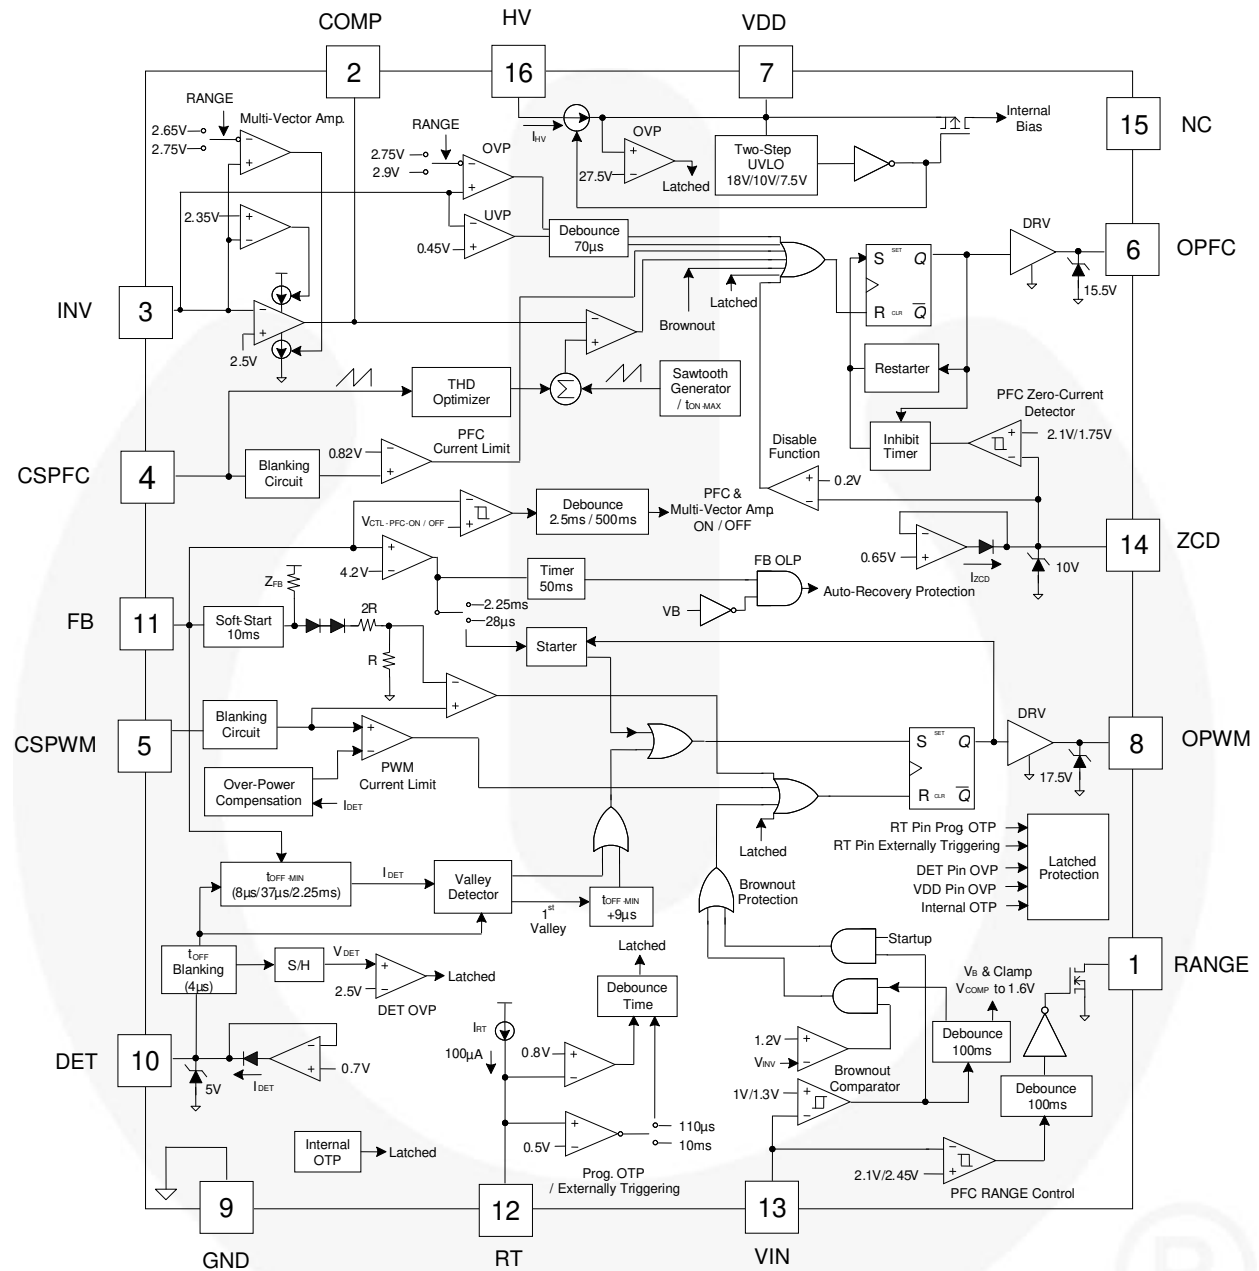 COMP
HV
VDD
2
16
7
RANGE
Multi-Vector Amp.
2.65V
2.75V
RANGE
2.75V
2.9V
OVP
I HV
OVP
27.5V
Latched
Two-Step
UVLO
18V/10V/7.5V
Internal
Bias
15
NC
2.35V
UVP
0.45V
Debounce
70µs
DRV
6
OPFC
15.5V
S SET Q
R CLR Q
INV
3
2.5V
Latched
Brownout
Restarter
THD
Optimizer
Σ
Sawtooth
Generator
/ tON-MAX
PFC Zero-Current
Detector
2.1V/1.75V
Inhibit
Timer
PFC
Current Limit
0.82V
Disable
Function
0.2V
CSPFC
4
Blanking
Circuit
VCTL-PFC-ON / OFF
Debounce
2.5ms / 500ms
PFC &
Multi-Vector Amp.
ON / OFF
14
ZCD
0.65V
IZCD
10V
4.2V
Timer
50ms
FB OLP
Auto-Recovery Protection
VB
ZFB
FB
11
Soft-Start
10ms
2R
R
2.25ms
28µs
Starter
CSPWM
5
Blanking
Circuit
PWM
Current Limit
Over-Power
Compensation
IDET
S SET Q
R CLR Q
DRV
8
OPWM
17.5V
Latched
RT Pin Prog. OTP
RT Pin Externally Triggering
DET Pin OVP
VDD Pin OVP
Internal OTP
Latched
Protection
tOFF-MIN
(8µs/37µs/2.25ms)
IDET
Valley
Detector
1st
Valley
tOFF-MIN
+9µs
Brownout
Protection
Startup
tOFF
Blanking
(4µs)
S/H
VDET
2.5V
Latched
DET OVP
Latched
Debounce
Time
VB & Clamp
VCOMP to 1.6V
1
RANGE
DET
10
5V
IDET
0.7V
IRT
100µA
0.8V
1.2V
VINV
Debounce
100ms
Brownout
Comparator
1V/1.3V
Debounce
100ms
0.5V
110µs
10ms
Internal
OTP
Latched
Prog. OTP
/ Externally Triggering
2.1V/2.45V
PFC RANGE Control
9
12
13
GND
RT
VIN
R